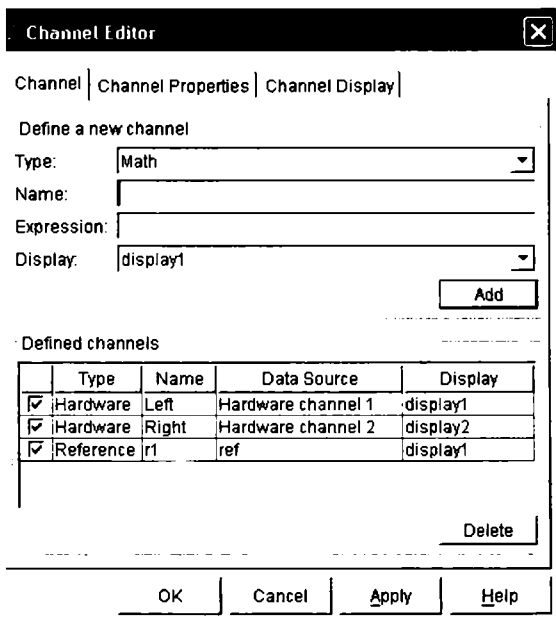 Channel Editor
Channel Channel Properties Channel Display
Define a new channel
Type: Math
Name:
Expression:
Display: display1
Add
Defined channels
Type Name Data Source Display
Hardware Left Hardware channel 1 display1
Hardware Right Hardware channel 2 display2
Reference r1 ref display1
Delete
OK Cancel Apply Help